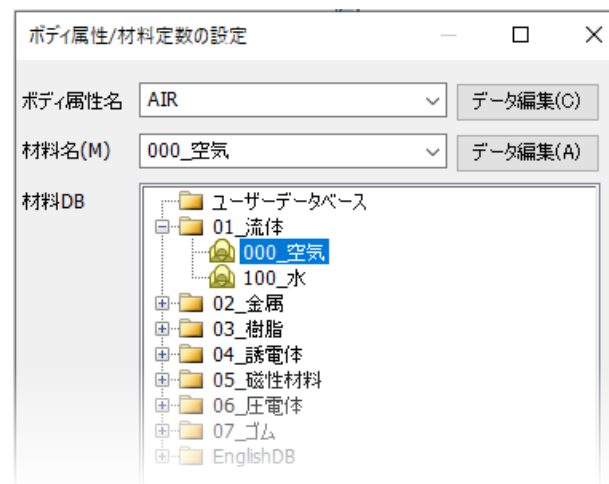 ボディ属性/材料定数の設定
ボディ属性名 AIR データ編集(C)
材料名(M) 000_空気 データ編集(A)
材料DB
ユーザーデータベース
01_流体
000_空気
100_水
02_金属
03_樹脂
04_誘電体
05_磁性材料
06_圧電体
07_ゴム
EnglishDB